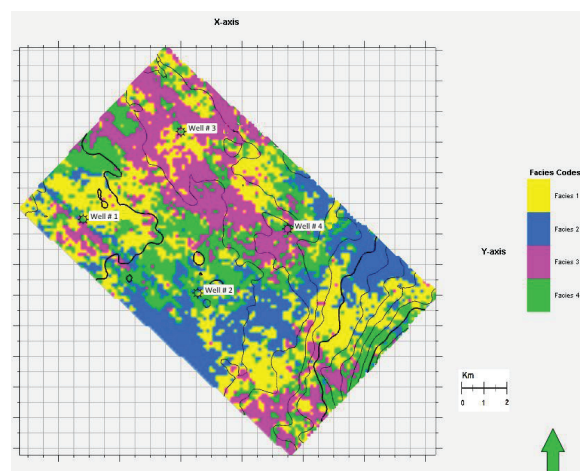 X-axis
Well # 3
Well # 1
Well # 4
Well # 2
Facies Codes
Facies 1
Facies 2
Facies 3
Facies 4
Y-axis
Km
0 1 2